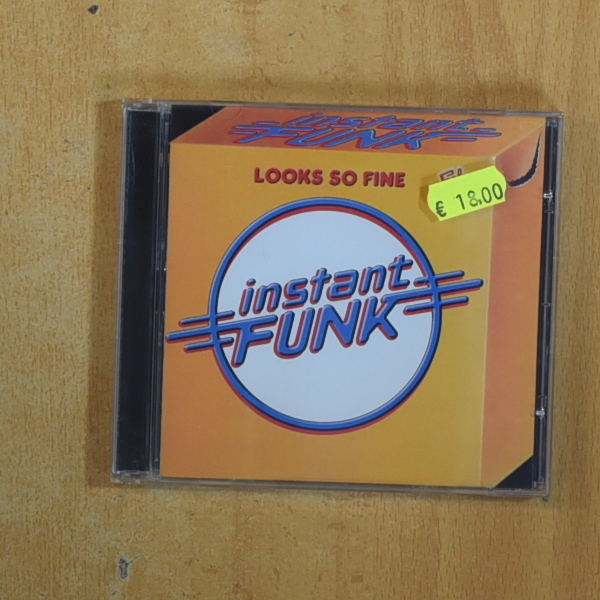 instant
FUNK
LOOKS SO FINE
€ 18.00
instant
FUNK